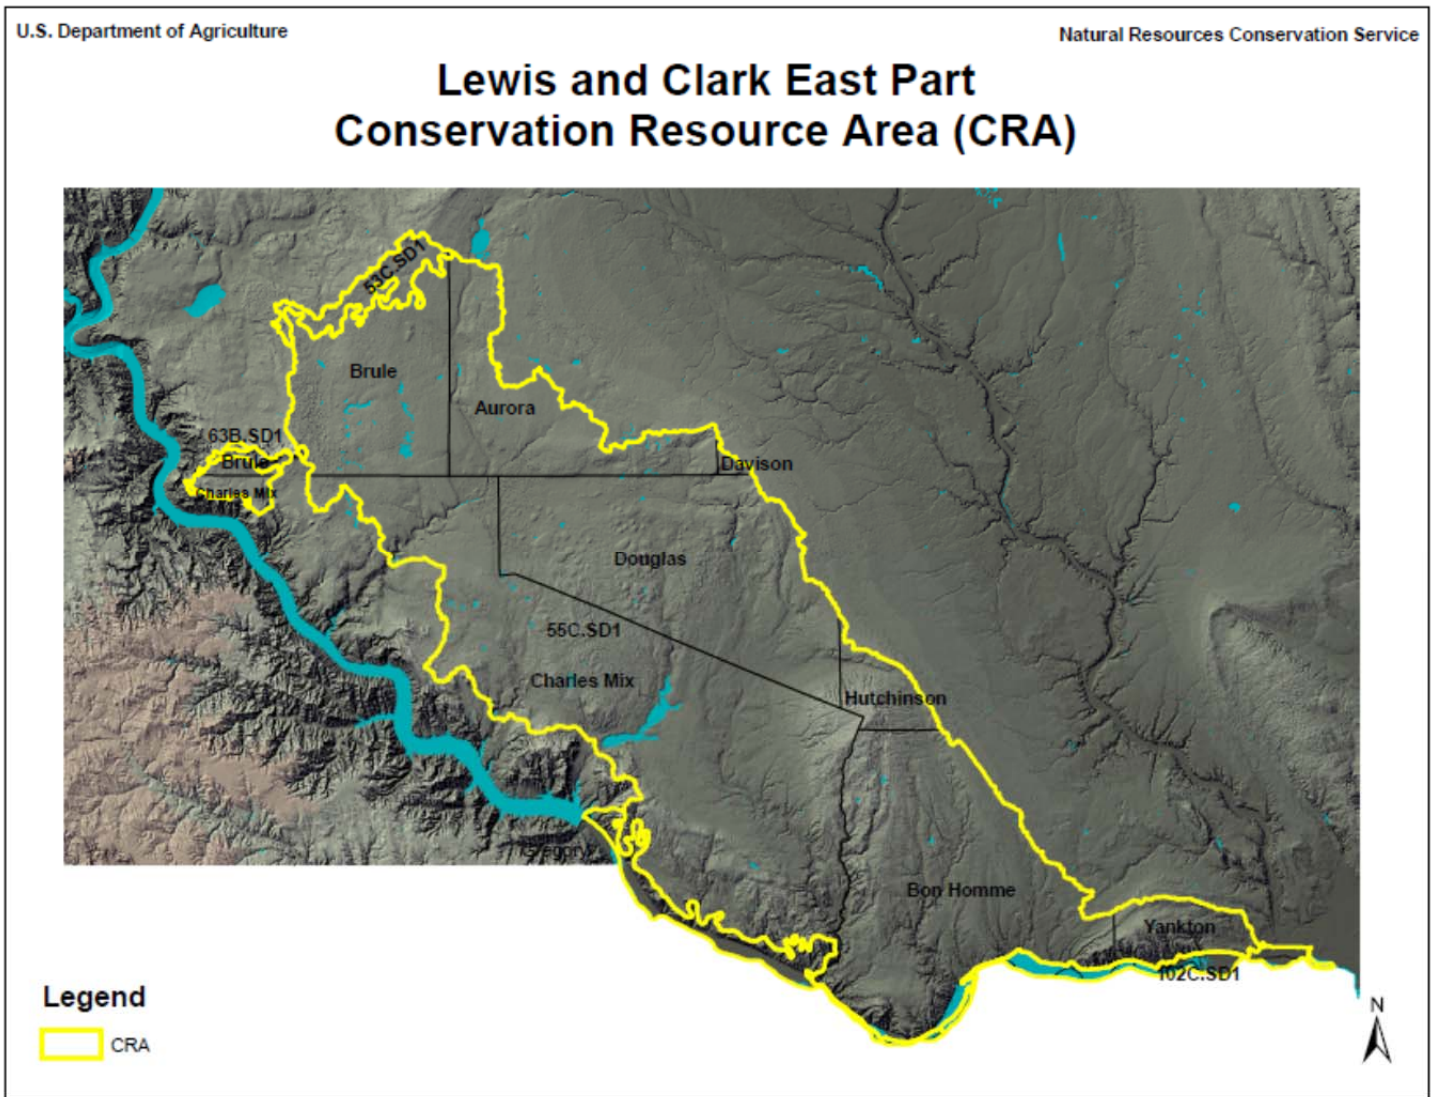 U.S. Department of Agriculture
Natural Resources Conservation Service
Lewis and Clark East Part
Conservation Resource Area (CRA)
53C.SD1
Brule
Aurora
63B.SD1
Brule
Davison
Charles Mix
Douglas
55C.SD1
Charles Mix
Hutchinson
Gregory
Bon Homme
Yankton
102C.SD1
Legend
CRA
N